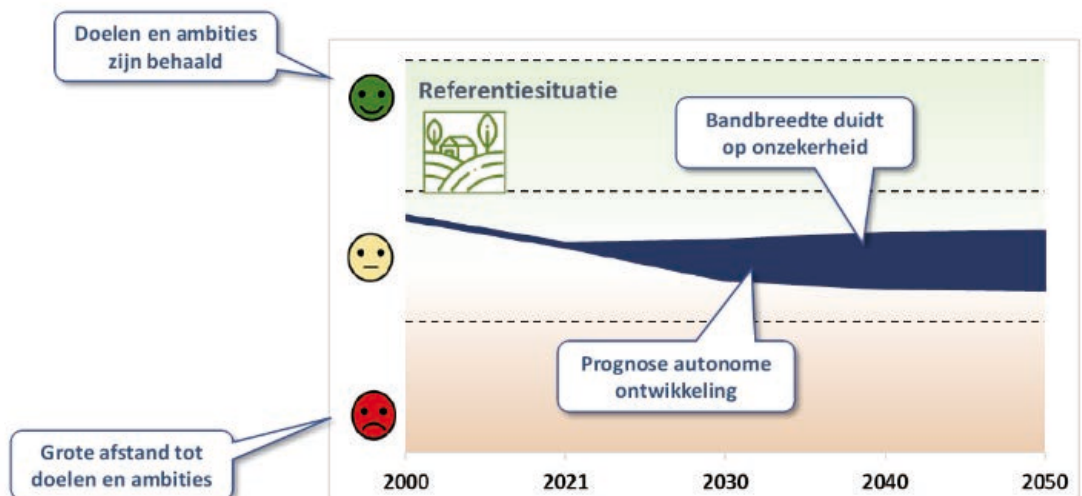 Doelen en ambities
zijn behaald
Referentiesituatie
Bandbreedte duidt
op onzekerheid
Prognose autonome
ontwikkeling
Grote afstand tot
doelen en ambities
2000 2021 2030 2040 2050